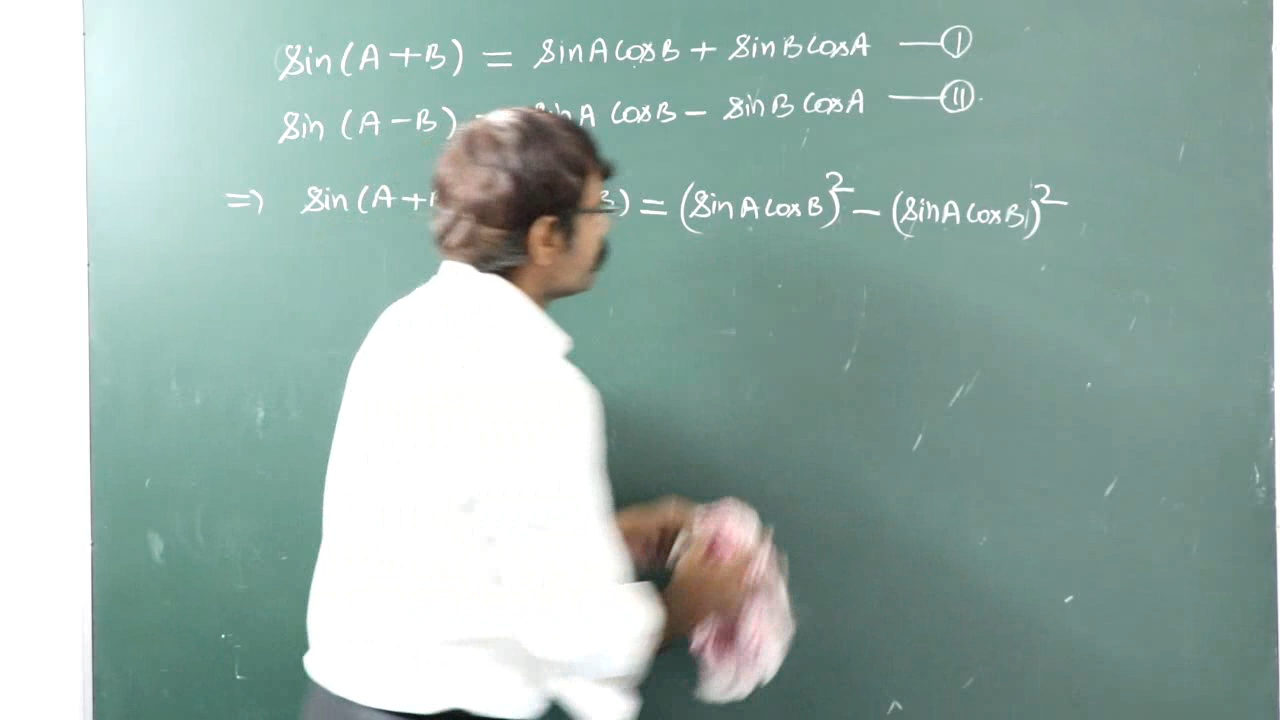 sin(A+B) = sinA cosB + sinB cosA —①
sin (A-B) sinA cosB - sinB cosA —⑪.
=> sin(A+ B) = (sinA cosB)² - (sinA cosB)²